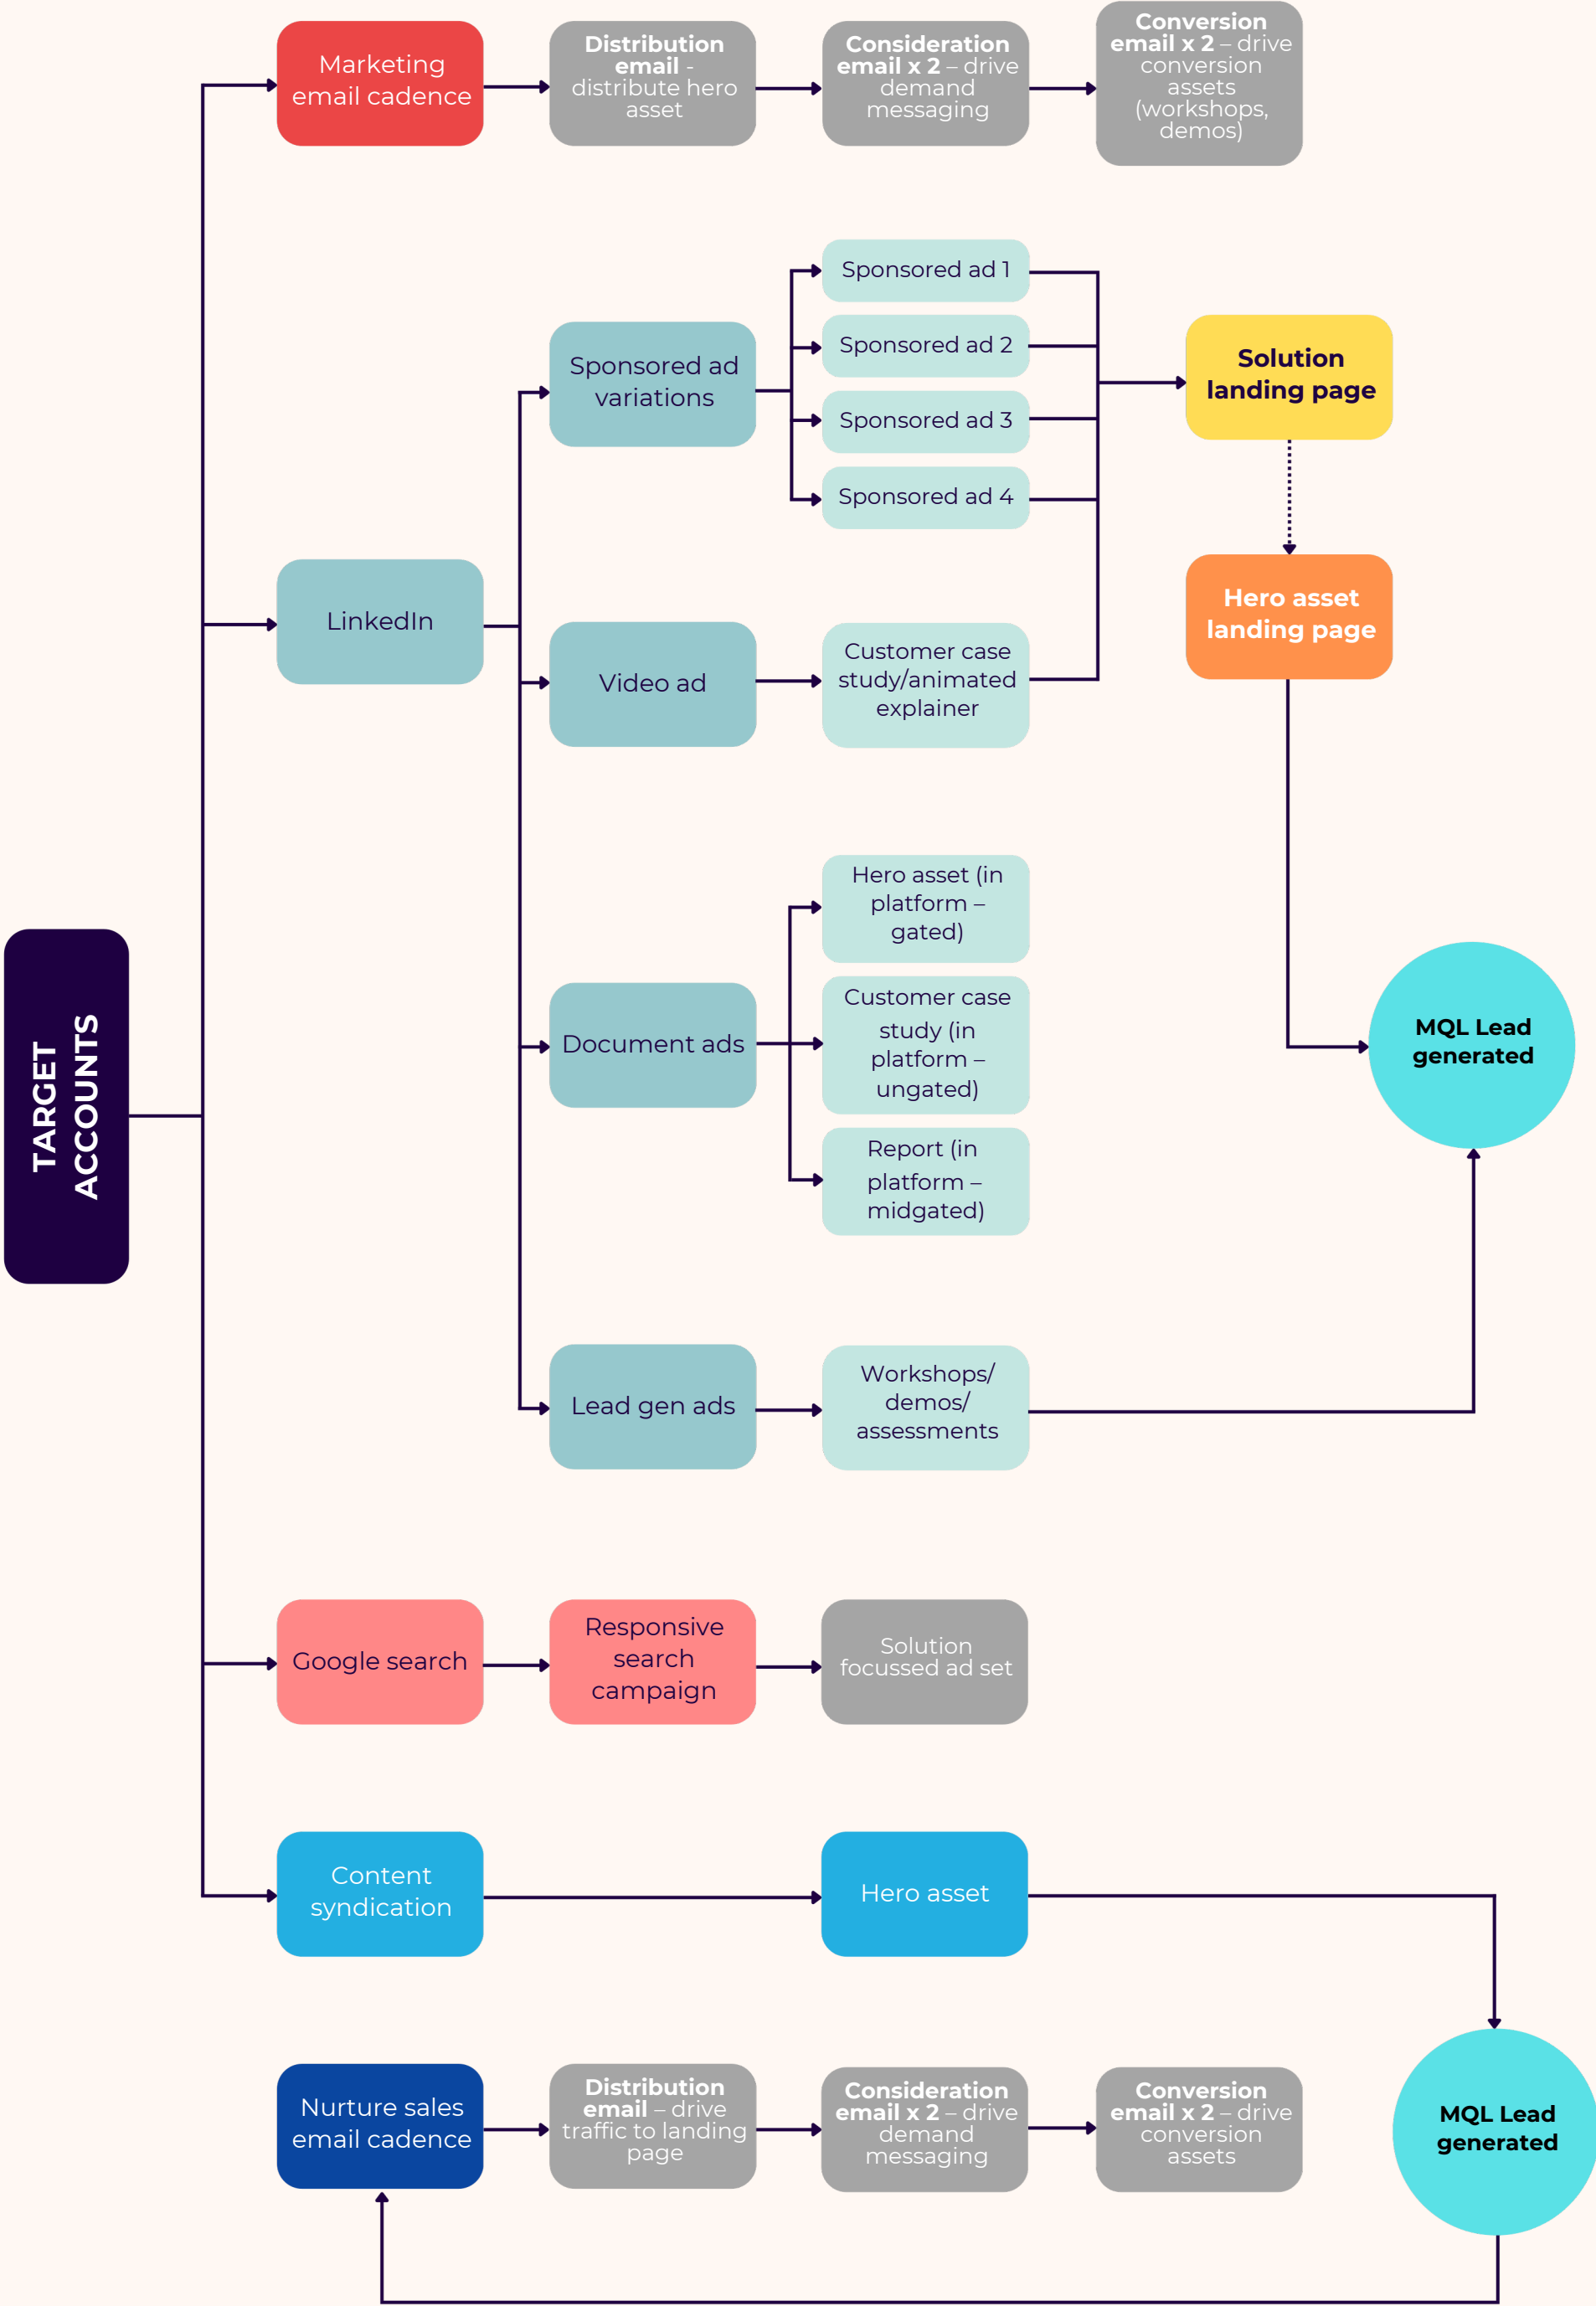 Marketing
email cadence
Distribution
email -
distribute hero
asset
Consideration
email x 2 – drive
demand
messaging
Conversion
email x 2 – drive
conversion
assets
(workshops,
demos)
Sponsored ad
variations
Sponsored ad 1
Sponsored ad 2
Sponsored ad 3
Sponsored ad 4
Solution
landing page
Hero asset
landing page
LinkedIn
Video ad
Customer case
study/animated
explainer
TARGET
ACCOUNTS
Document ads
Hero asset (in
platform –
gated)
Customer case
study (in
platform –
ungated)
Report (in
platform –
midgated)
MQL Lead
generated
Lead gen ads
Workshops/
demos/
assessments
Google search
Responsive
search
campaign
Solution
focussed ad set
Content
syndication
Hero asset
Nurture sales
email cadence
Distribution
email – drive
traffic to landing
page
Consideration
email x 2 – drive
demand
messaging
Conversion
email x 2 – drive
conversion
assets
MQL Lead
generated